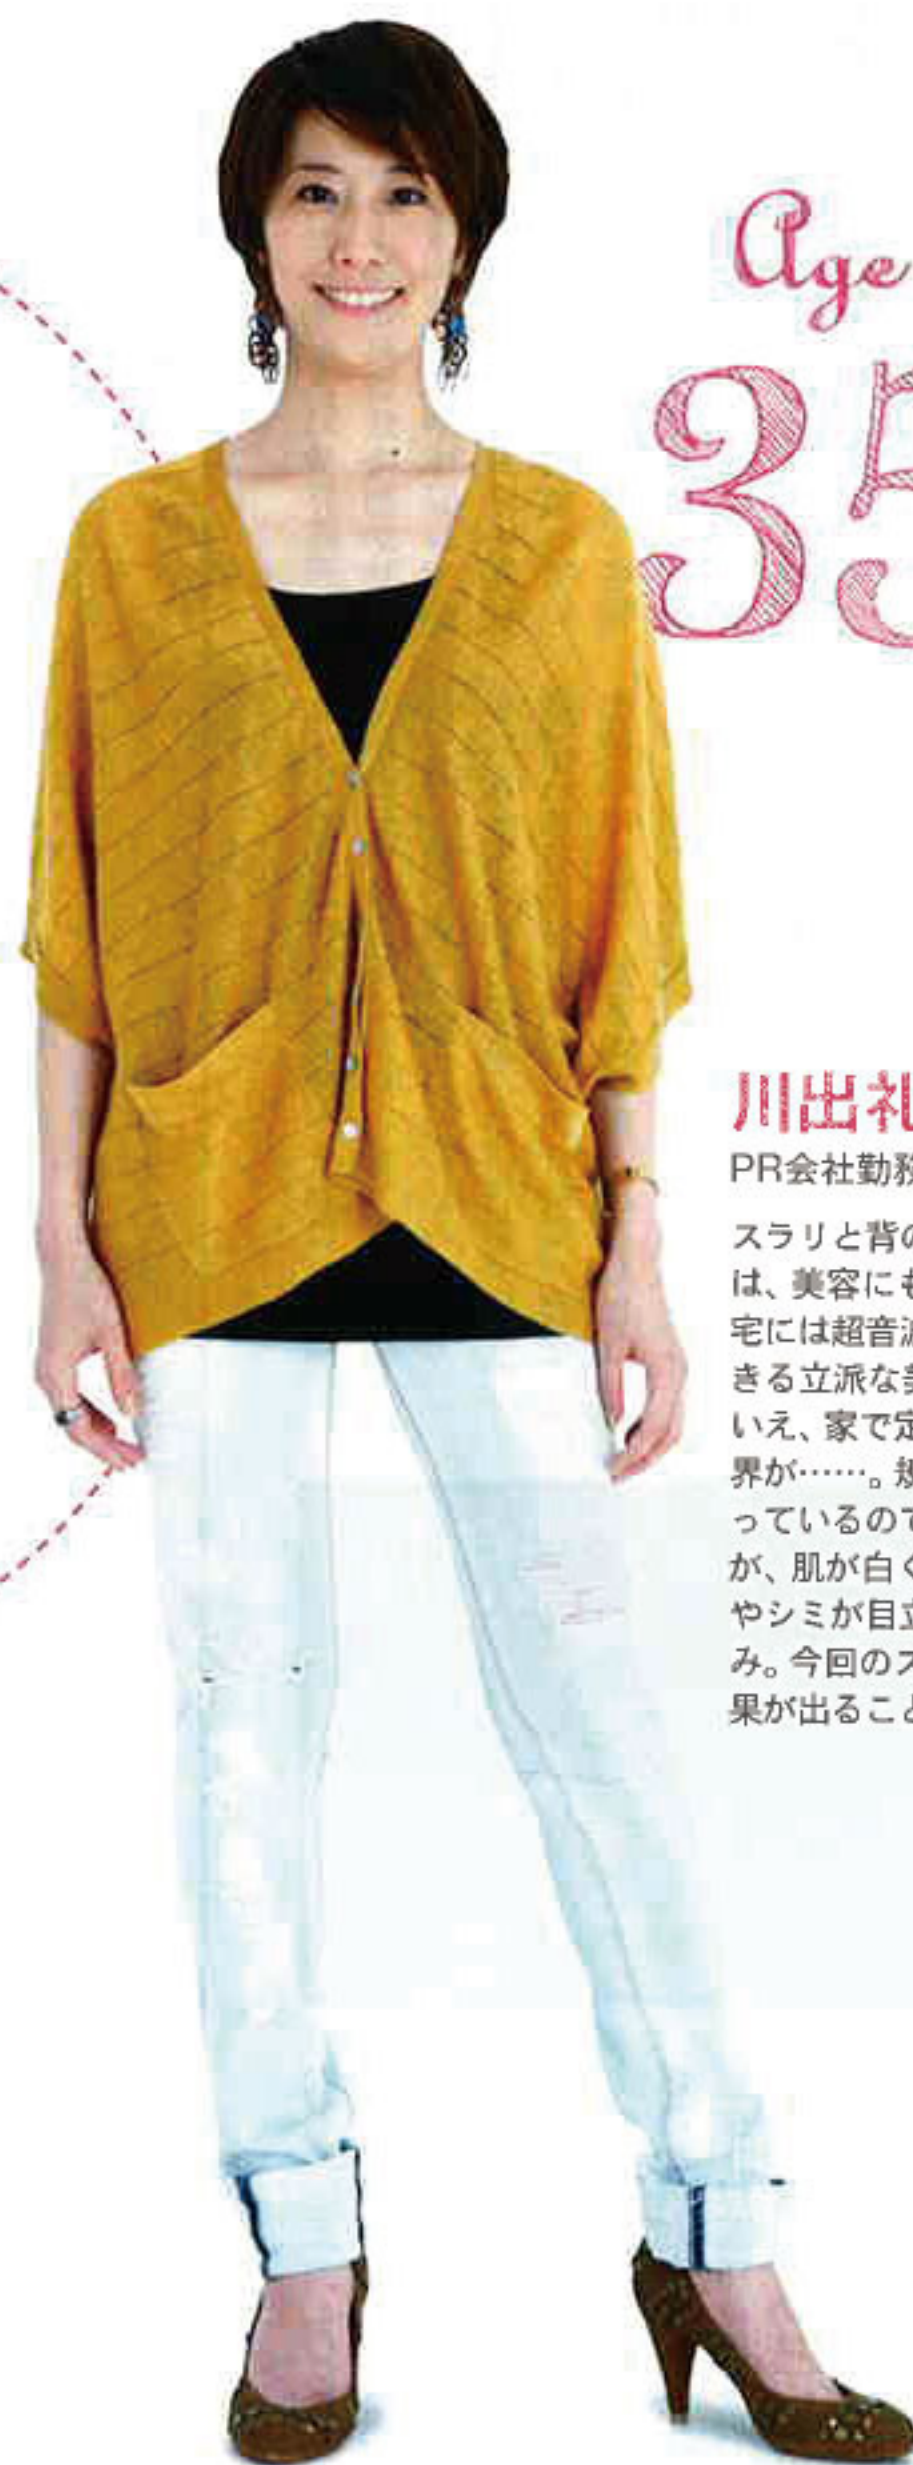 Age
35
川出礼
PR会社勤務
スラリと背の
は、美容にも
宅には超音波
きる立派な美
いえ、家で定
界が……。規
っているので
が、肌が白く
やシミが目立
み。今回のス
果が出ること